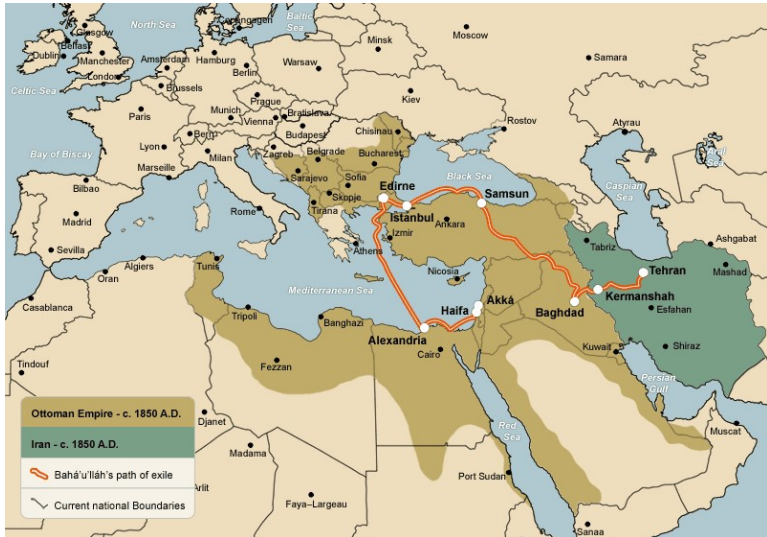 North Sea
Copenhagen
Baltic
Sea
Moscow
Glasgow
Belfast
Dublin
Manchester
Hamburg
Minsk
Samara
Amsterdam
Berlin
Warsaw
London
Celtic Sea
Brussels
Prague
Kiev
Paris
Munich
Vienna
Bratislava
Rostov
Atyrau
Budapest
Chisinau
Bern
Lyon
Milan
Zagreb
Belgrade
Bucharest
Bay of Biscay
Marseille
Sarajevo
Sofia
Black Sea
Caspian
Sea
Sea
Bilbao
Skopje
Edirne
Samsun
Madrid
Rome
Tirana
Istanbul
Ankara
Tabriz
Ashgabat
Izmir
Sevilla
Athens
Tehran
Mashad
Algiers
Tunis
Nicosia
Oran
Kermanshah
Mediterranean Sea
Akká
Haifa
Baghdad
Esfahan
Casablanca
Tripoli
Banghazi
Alexandria
Cairo
Kuwait
Shiraz
Tindouf
Fezzan
Persian
Gulf
Ottoman Empire - c. 1850 A.D.
Iran - c. 1850 A.D.
Bahá'u'lláh's path of exile
Current national Boundaries
Djanet
Red
Sea
Muscat
Madama
Port Sudan
Arlit
Faya–Largeau
Sanaa